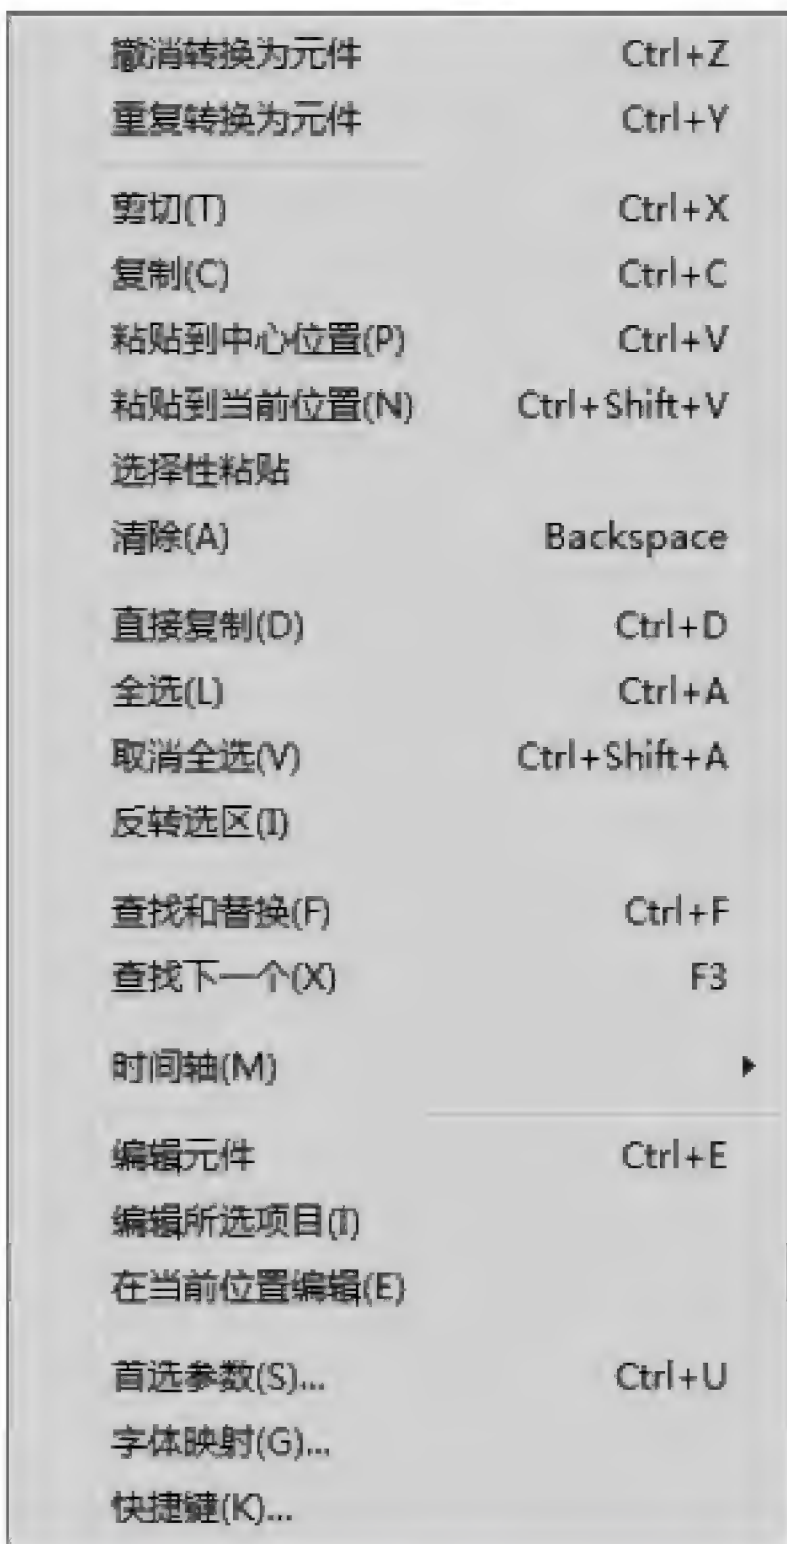 撤消转换为元件 Ctrl+Z
重复转换为元件 Ctrl+Y
剪切(T) Ctrl+X
复制(C) Ctrl+C
粘贴到中心位置(P) Ctrl+V
粘贴到当前位置(N) Ctrl+Shift+V
选择性粘贴
清除(A) Backspace
直接复制(D) Ctrl+D
全选(L) Ctrl+A
取消全选(V) Ctrl+Shift+A
反转选区(I)
查找和替换(F) Ctrl+F
查找下一个(X) F3
时间轴(M)
编辑元件 Ctrl+E
编辑所选项目(I)
在当前位置编辑(E)
首选参数(S)... Ctrl+U
字体映射(G)...
快捷键(K)...